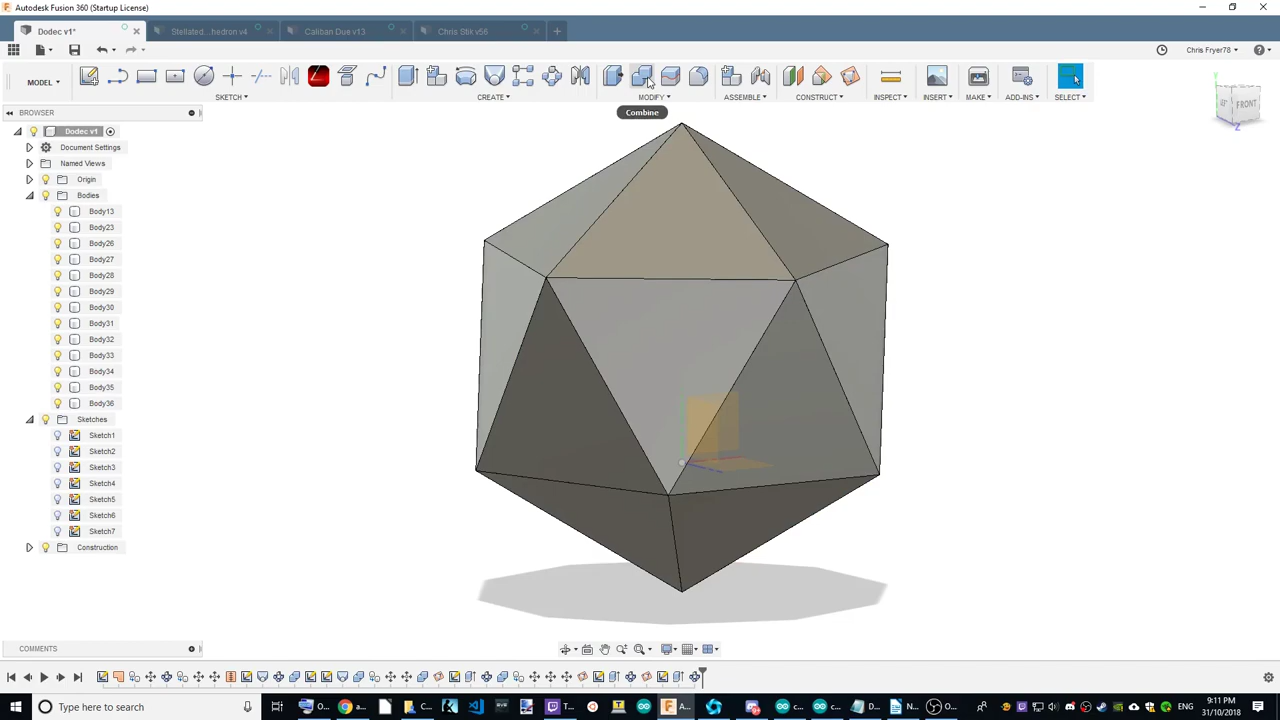 Autodesk Fusion 360 (Startup License)
Dodec v1*
Stellated...hedron v4
Caliban Due v13
Chris Stik v56
Chris Fryer78
MODEL
SKETCH
CREATE
MODIFY
ASSEMBLE
CONSTRUCT
INSPECT
INSERT
MAKE
ADD-INS
SELECT
Combine
BROWSER
Dodec v1
Document Settings
Named Views
Origin
Bodies
Body13
Body23
Body26
Body27
Body28
Body29
Body30
Body31
Body32
Body33
Body34
Body35
Body36
Sketches
Sketch1
Sketch2
Sketch3
Sketch4
Sketch5
Sketch6
Sketch7
Construction
Y
FRONT
Z
COMMENTS
Type here to search
O...
a...
C...
T...
A...
C...
C...
D...
N...
O...
9:11 PM
31/10/2018